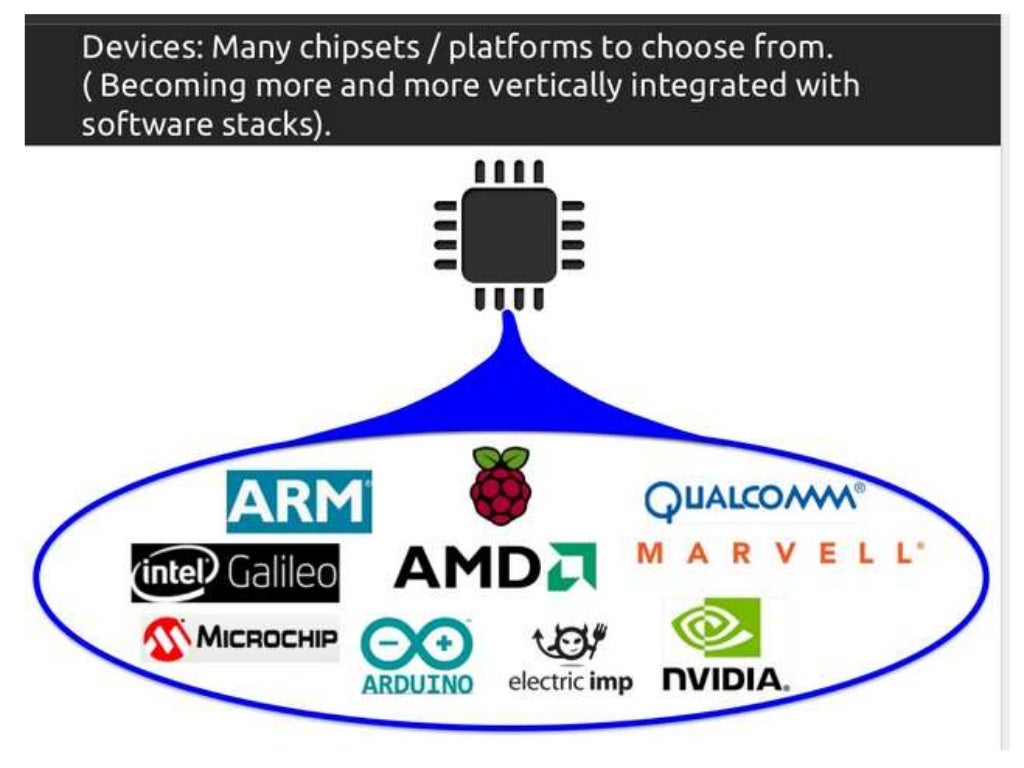 Devices: Many chipsets / platforms to choose from.
( Becoming more and more vertically integrated with
software stacks).
ARM®
QUALCOMM®
intel Galileo
AMD
MARVELL®
MICROCHIP
ARDUINO
electric imp
NVIDIA.